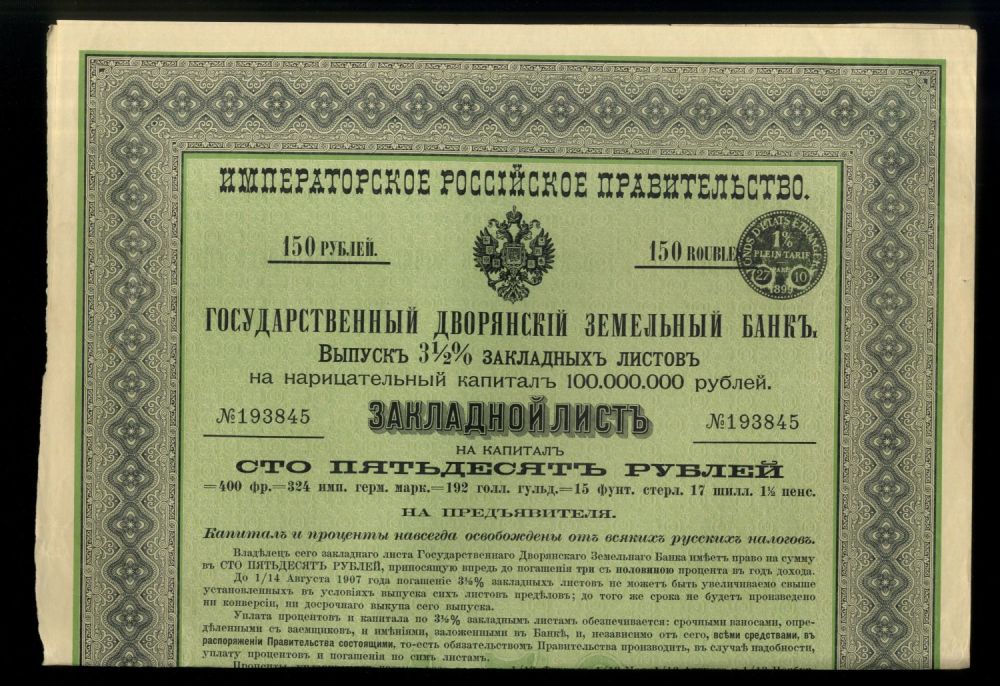 ИМПЕРАТОРСКОЕ РОССІЙСКОЕ ПРАВИТЕЛЬСТВО.
150 РУБЛЕЙ.
150 ROUBLE
FONDS D'ETATS ETRANGERS
1%
PLEIN TARIF
27 10
1899
ГОСУДАРСТВЕННЫЙ ДВОРЯНСКІЙ ЗЕМЕЛЬНЫЙ БАНКЪ.
ВЫПУСКЪ 3½% ЗАКЛАДНЫХЪ ЛИСТОВЪ
на нарицательный капиталъ 100.000.000 рублей.
№193845
ЗАКЛАДНОЙ ЛИСТЪ
№193845
НА КАПИТАЛЪ
СТО ПЯТЬДЕСЯТЪ РУБЛЕЙ
=400 фр.=324 имп. герм. марк.=192 голл. гульд.=15 фунт. стерл. 17 шилл. 1½ пенс.
НА ПРЕДЪЯВИТЕЛЯ.
Капиталъ и проценты навсегда освобождены отъ всякихъ русскихъ налоговъ.
Владѣлецъ сего закладнаго листа Государственнаго Дворянскаго Земельнаго Банка имѣетъ право на сумму
въ СТО ПЯТЬДЕСЯТЪ РУБЛЕЙ, приносящую впредь до погашенія три съ половиною процента въ годъ дохода.
До 1/14 Августа 1907 года погашеніе 3½% закладныхъ листовъ не можетъ быть увеличиваемо свыше
установленныхъ въ условіяхъ выпуска сихъ листовъ предѣловъ; до того же срока не будетъ произведено
ни конверсіи, ни досрочнаго выкупа сего выпуска.
Уплата процентовъ и капитала по 3½% закладнымъ листамъ обезпечивается: срочными взносами, опре-
дѣленными съ заемщиковъ, и имѣніями, заложенными въ Банкѣ, и, независимо отъ сего, всѣми средствами, въ
распоряженіи Правительства состоящими, то-есть обязательствомъ Правительства производить, въ случаѣ надобности,
уплату процентовъ и погашенія по симъ листамъ.